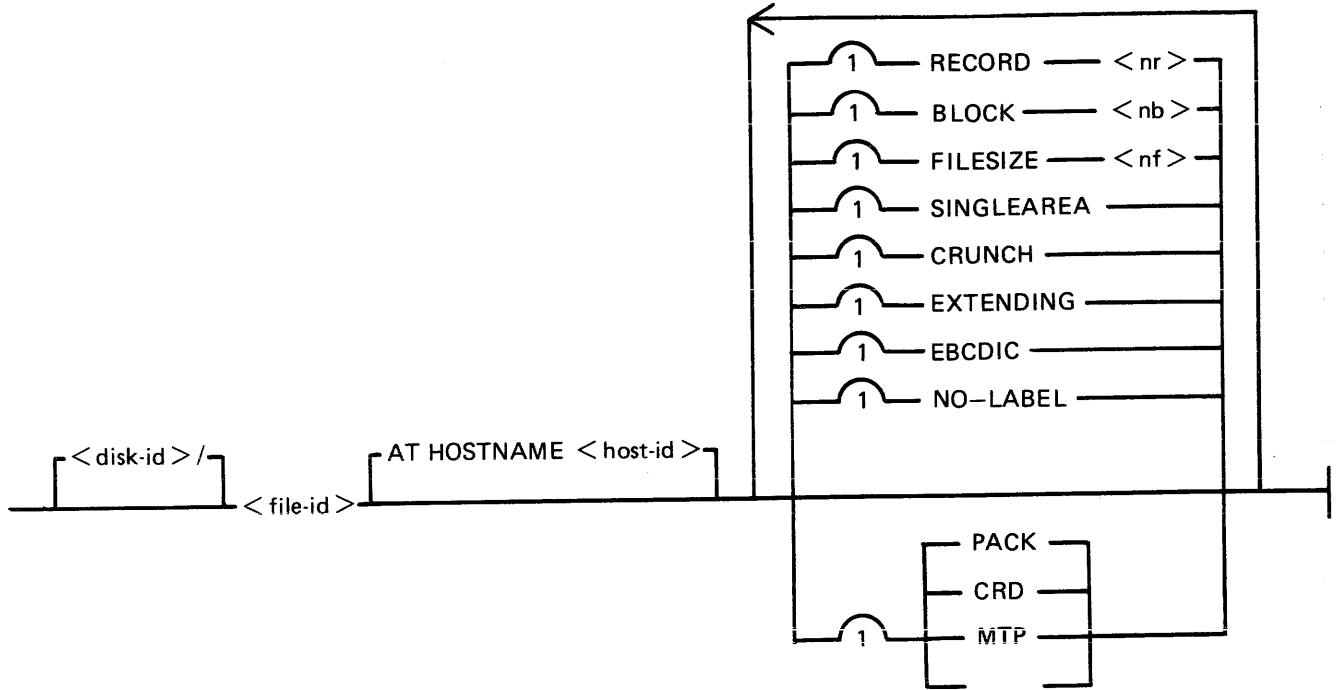 1 RECORD <nr>
1 BLOCK <nb>
1 FILESIZE <nf>
1 SINGLEAREA
1 CRUNCH
1 EXTENDING
1 EBCDIC
1 NO–LABEL
<disk-id>/
AT HOSTNAME <host-id>
<file-id>
PACK
CRD
1 MTP